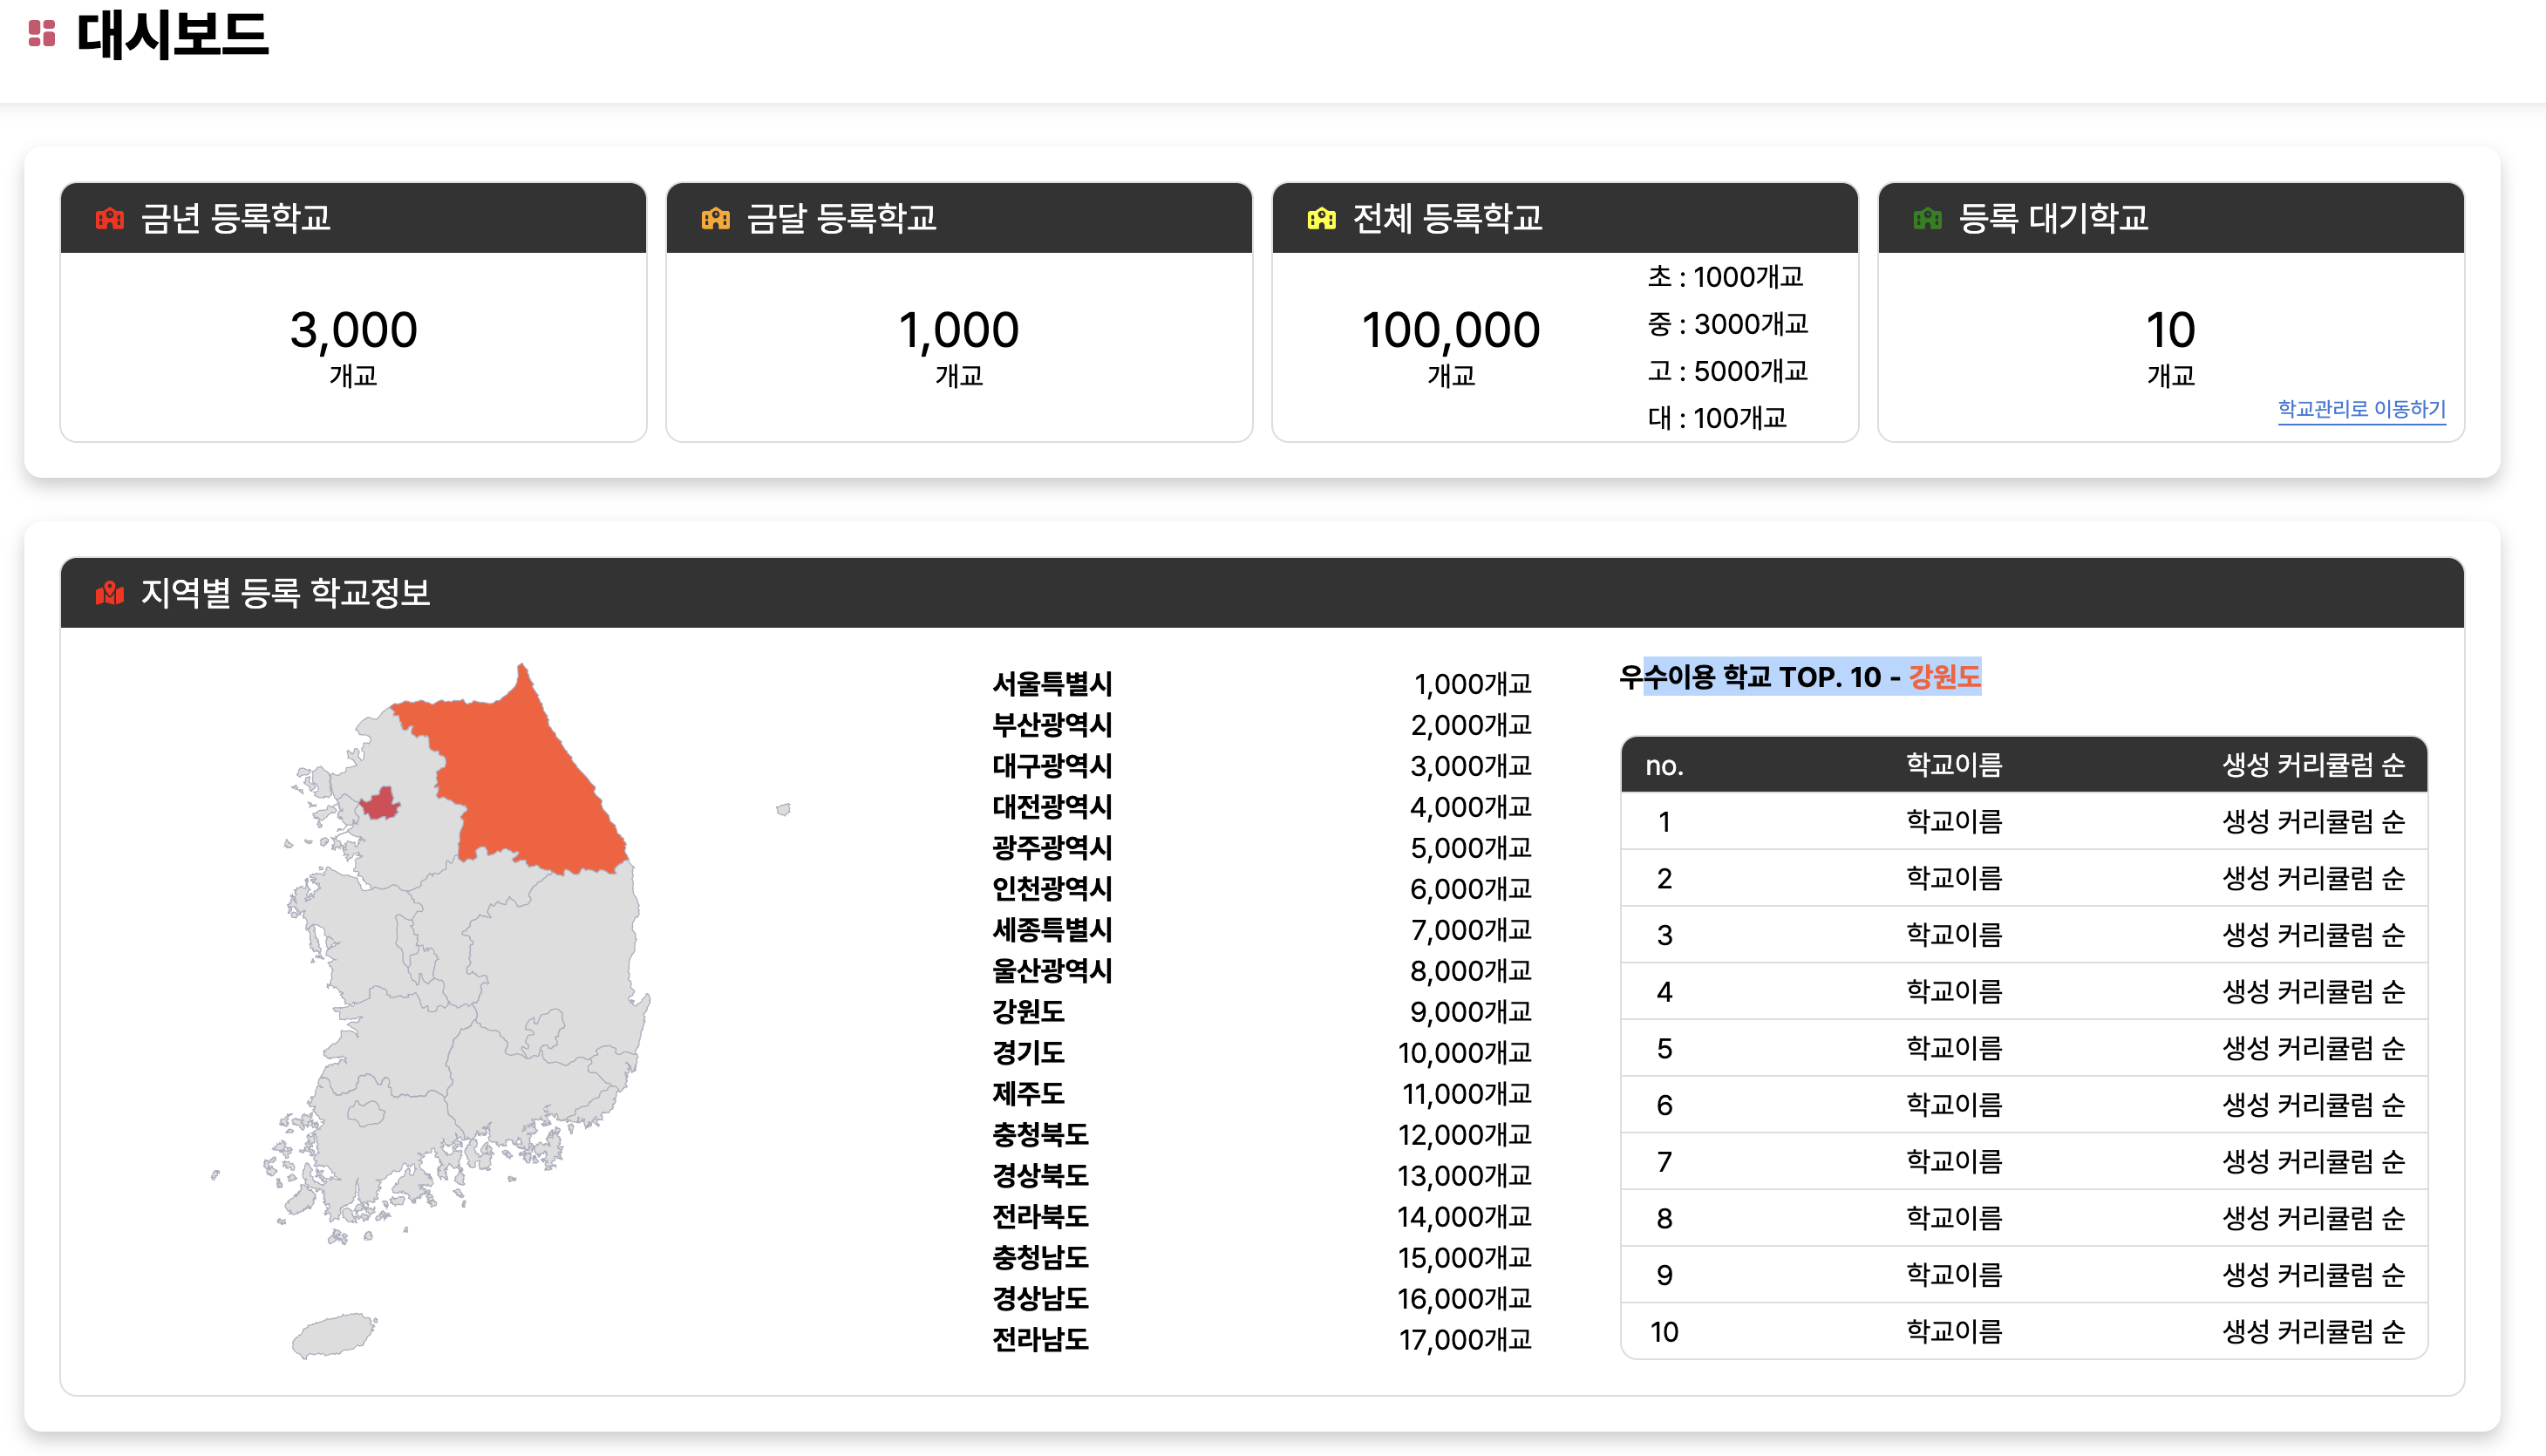 대시보드
금년 등록학교
3,000
개교
금달 등록학교
1,000
개교
전체 등록학교
100,000
개교
초 : 1000개교
중 : 3000개교
고 : 5000개교
대 : 100개교
등록 대기학교
10
개교
학교관리로 이동하기
지역별 등록 학교정보
서울특별시 1,000개교
부산광역시 2,000개교
대구광역시 3,000개교
대전광역시 4,000개교
광주광역시 5,000개교
인천광역시 6,000개교
세종특별시 7,000개교
울산광역시 8,000개교
강원도 9,000개교
경기도 10,000개교
제주도 11,000개교
충청북도 12,000개교
경상북도 13,000개교
전라북도 14,000개교
충청남도 15,000개교
경상남도 16,000개교
전라남도 17,000개교
우수이용 학교 TOP. 10 - 강원도
no. 학교이름 생성 커리큘럼 순
1 학교이름 생성 커리큘럼 순
2 학교이름 생성 커리큘럼 순
3 학교이름 생성 커리큘럼 순
4 학교이름 생성 커리큘럼 순
5 학교이름 생성 커리큘럼 순
6 학교이름 생성 커리큘럼 순
7 학교이름 생성 커리큘럼 순
8 학교이름 생성 커리큘럼 순
9 학교이름 생성 커리큘럼 순
10 학교이름 생성 커리큘럼 순